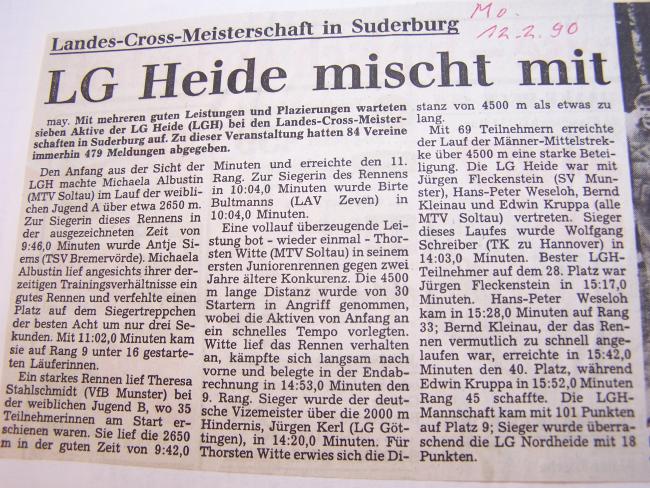 Landes-Cross-Meisterschaft in Suderburg
Mo.
12.2.90
LG Heide mischt mit
may. Mit mehreren guten Leistungen und Plazierungen warteten
sieben Aktive der LG Heide (LGH) bei den Landes-Cross-Meister-
schaften in Suderburg auf. Zu dieser Veranstaltung hatten 84 Vereine
immerhin 479 Meldungen abgegeben.
Den Anfang aus der Sicht der
LGH machte Michaela Albustin
(MTV Soltau) im Lauf der weibli-
chen Jugend A über etwa 2650 m.
Zur Siegerin dieses Rennens in
der ausgezeichneten Zeit von
9:46,0 Minuten wurde Antje Si-
ems (TSV Bremervörde). Michaela
Albustin lief angesichts ihrer der-
zeitigen Trainingsverhältnisse ein
gutes Rennen und verfehlte einen
Platz auf dem Siegertreppchen
der besten Acht um nur drei Se-
kunden. Mit 11:02,0 Minuten kam
sie auf Rang 9 unter 16 gestarte-
ten Läuferinnen.
Ein starkes Rennen lief Theresa
Stahlschmidt (VfB Munster) bei
der weiblichen Jugend B, wo 35
Teilnehmerinnen am Start er-
schienen waren. Sie lief die 2650
m in der guten Zeit von 9:42,0
Minuten und erreichte den 11.
Rang. Zur Siegerin des Rennens
in 10:04,0 Minuten wurde Birte
Bultmanns (LAV Zeven) in
10:04,0 Minuten.
Eine vollauf überzeugende Lei-
stung bot - wieder einmal - Thor-
sten Witte (MTV Soltau) in seinem
ersten Juniorenrennen gegen zwei
Jahre ältere Konkurenz. Die 4500
m lange Distanz wurde von 30
Startern in Angriff genommen,
wobei die Aktiven von Anfang an
ein schnelles Tempo vorlegten.
Witte lief das Rennen verhalten
an, kämpfte sich langsam nach
vorne und belegte in der Endab-
rechnung in 14:53,0 Minuten den
9. Rang. Sieger wurde der deut-
sche Vizemeister über die 2000 m
Hindernis, Jürgen Kerl (LG Göt-
tingen), in 14:20,0 Minuten. Für
Thorsten Witte erwies sich die Di-
stanz von 4500 m als etwas zu
lang.
Mit 69 Teilnehmern erreichte
der Lauf der Männer-Mittelstrek-
ke über 4500 m eine starke Betei-
ligung. Die LG Heide war mit
Jürgen Fleckenstein (SV Mun-
ster), Hans-Peter Weseloh, Bernd
Kleinau und Edwin Kruppa (alle
MTV Soltau) vertreten. Sieger
dieses Laufes wurde Wolfgang
Schreiber (TK zu Hannover) in
14:03,0 Minuten. Bester LGH-
Teilnehmer auf dem 28. Platz war
Jürgen Fleckenstein in 15:17,0
Minuten. Hans-Peter Weseloh
kam in 15:28,0 Minuten auf Rang
33; Bernd Kleinau, der das Ren-
nen vermutlich zu schnell ange-
laufen war, erreichte in 15:42,0
Minuten den 40. Platz, während
Edwin Kruppa in 15:52,0 Minuten
Rang 45 schaffte. Die LGH-
Mannschaft kam mit 101 Punkten
auf Platz 9; Sieger wurde überra-
schend die LG Nordheide mit 18
Punkten.